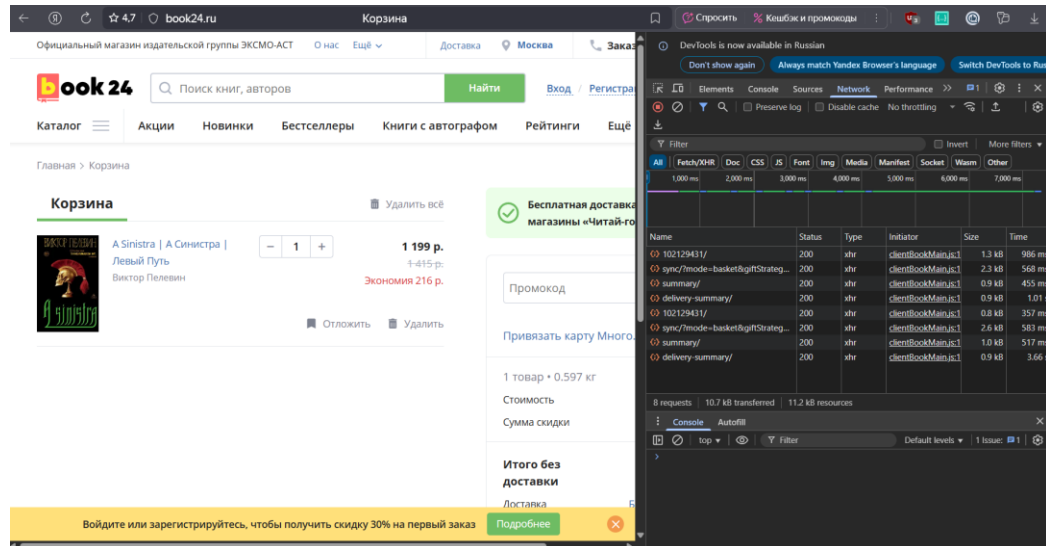 4,7 book24.ru Корзина Спросить % Кешбэк и промокоды
Официальный магазин издательской группы ЭКСМО-АСТ О нас Ещё Доставка Москва Заказ
book 24 Поиск книг, авторов Найти Вход / Регистра
Каталог Акции Новинки Бестселлеры Книги с автографом Рейтинги Ещё
Главная > Корзина
Корзина Удалить всё
A Sinistra | А Синистра |
Левый Путь
Виктор Пелевин
− 1 +
1 199 р.
1 415 р.
Экономия 216 р.
ВИКТОР ПЕЛЕВИН
A sinistra
Отложить Удалить
Бесплатная доставка
магазины «Читай-го
Промокод
Привязать карту Много.
1 товар • 0.597 кг
Стоимость
Сумма скидки
Итого без
доставки
Доставка Б
Войдите или зарегистрируйтесь, чтобы получить скидку 30% на первый заказ Подробнее
DevTools is now available in Russian
Don't show again Always match Yandex Browser's language Switch DevTools to Rus
Elements Console Sources Network Performance 1
Preserve log Disable cache No throttling
Filter Invert More filters
All Fetch/XHR Doc CSS JS Font Img Media Manifest Socket Wasm Other
1,000 ms 2,000 ms 3,000 ms 4,000 ms 5,000 ms 6,000 ms 7,000 ms
Name Status Type Initiator Size Time
102129431/ 200 xhr clientBookMain.js:1 1.3 kB 986 ms
sync/?mode=basket&giftStrateg... 200 xhr clientBookMain.js:1 2.3 kB 568 ms
summary/ 200 xhr clientBookMain.js:1 0.9 kB 455 ms
delivery-summary/ 200 xhr clientBookMain.js:1 0.9 kB 1.01
102129431/ 200 xhr clientBookMain.js:1 0.8 kB 357 ms
sync/?mode=basket&giftStrateg... 200 xhr clientBookMain.js:1 2.6 kB 583 ms
summary/ 200 xhr clientBookMain.js:1 1.0 kB 517 ms
delivery-summary/ 200 xhr clientBookMain.js:1 0.9 kB 3.66
8 requests 10.7 kB transferred 11.2 kB resources
Console Autofill
top Filter Default levels 1 Issue: 1